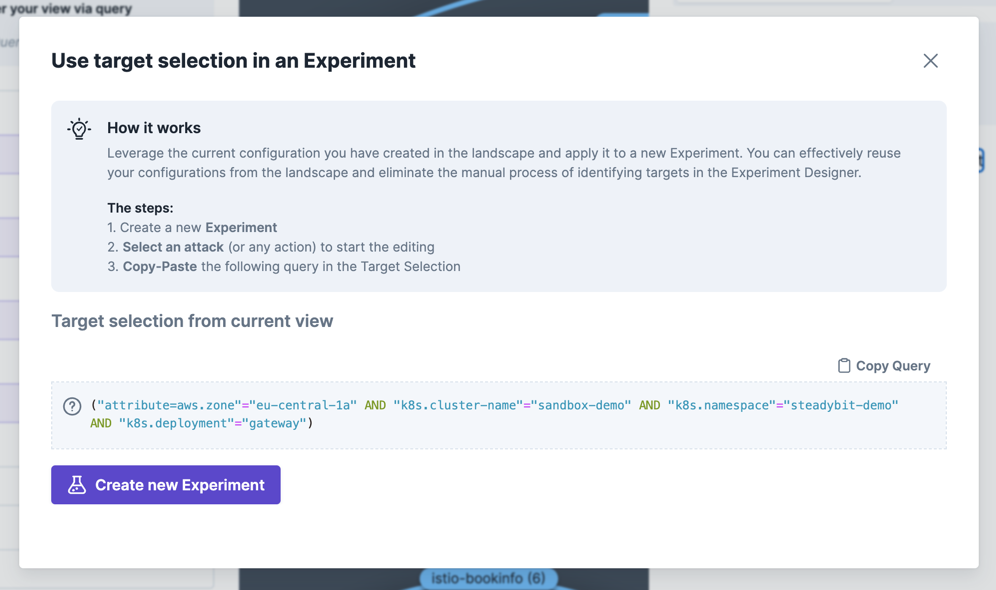 r your view via query
Use target selection in an Experiment
How it works
Leverage the current configuration you have created in the landscape and apply it to a new Experiment. You can effectively reuse
your configurations from the landscape and eliminate the manual process of identifying targets in the Experiment Designer.
The steps:
1. Create a new Experiment
2. Select an attack (or any action) to start the editing
3. Copy-Paste the following query in the Target Selection
Target selection from current view
Copy Query
("attribute=aws.zone"="eu-central-1a" AND "k8s.cluster-name"="sandbox-demo" AND "k8s.namespace"="steadybit-demo"
AND "k8s.deployment"="gateway")
Create new Experiment
istio-bookinfo (6)